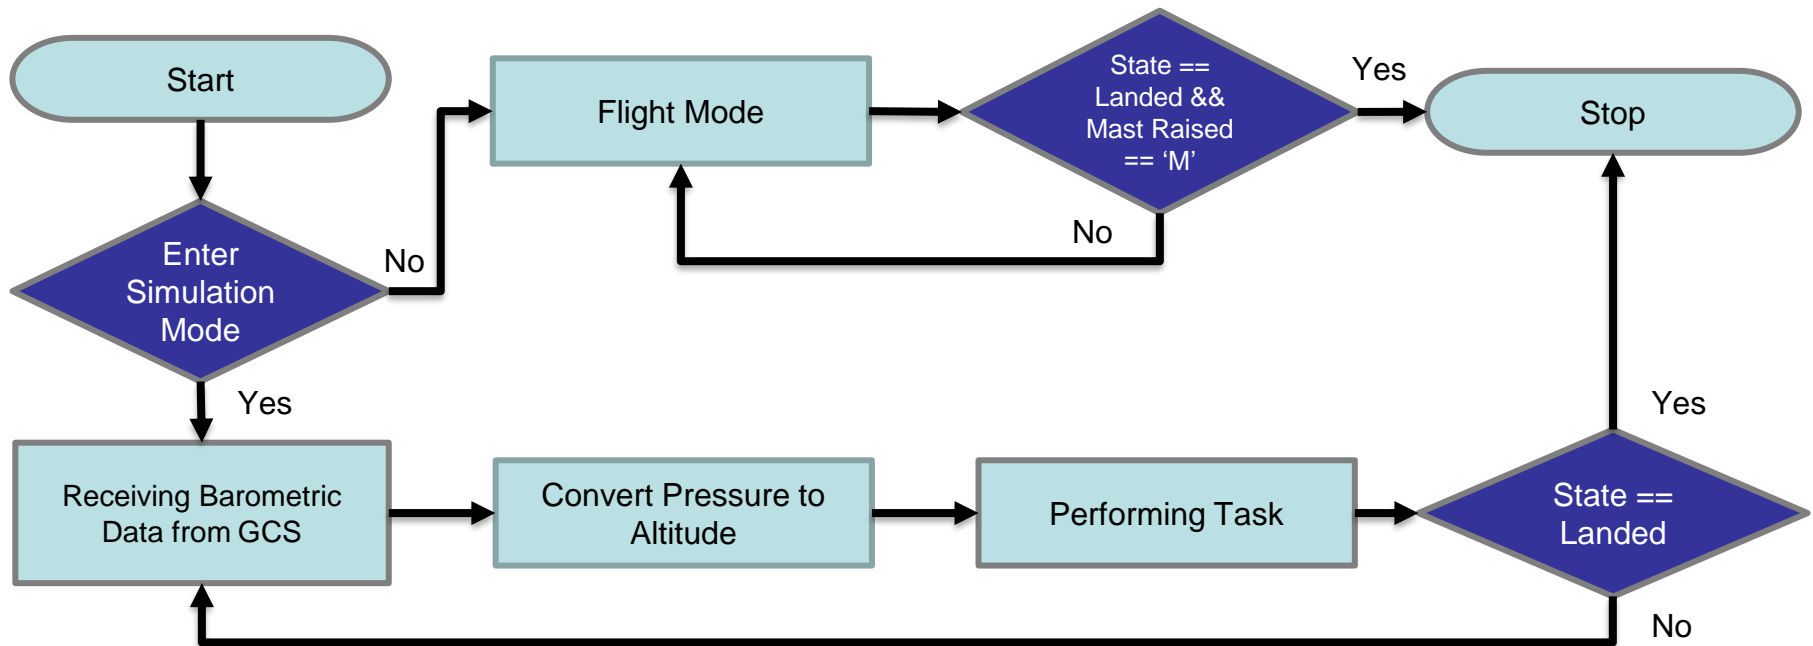 Start
Enter
Simulation
Mode
No
Flight Mode
State ==
Landed &&
Mast Raised
== ‘M’
No
Yes
Stop
Yes
Receiving Barometric
Data from GCS
Convert Pressure to
Altitude
Performing Task
State ==
Landed
Yes
No